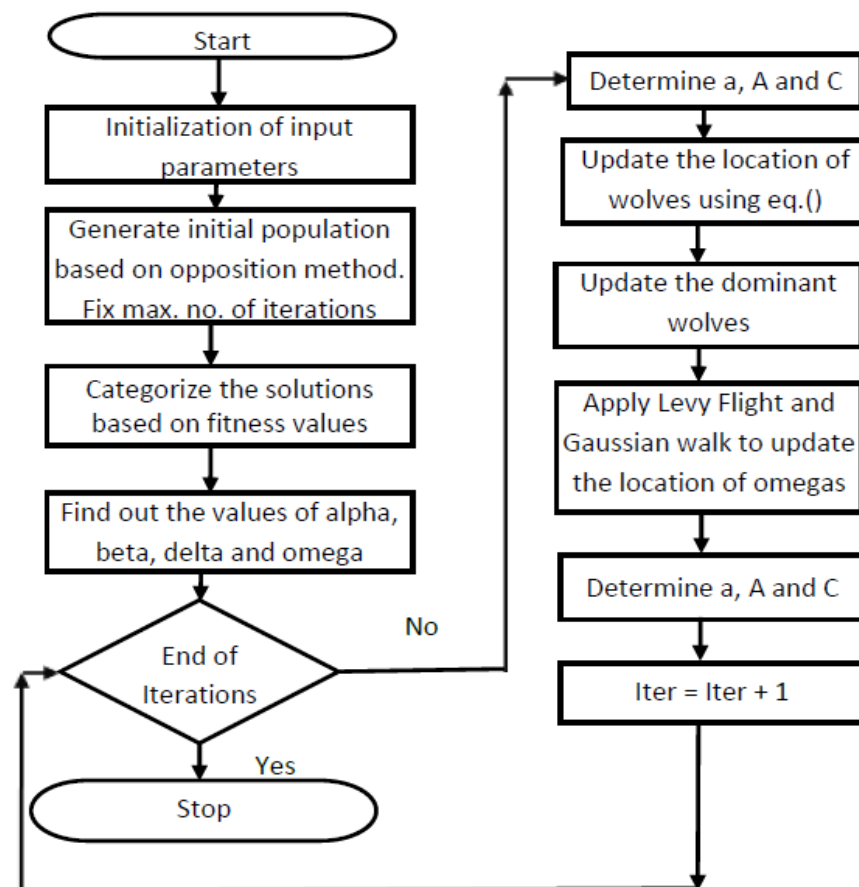 Start
Initialization of input
parameters
Generate initial population
based on opposition method.
Fix max. no. of iterations
Categorize the solutions
based on fitness values
Find out the values of alpha,
beta, delta and omega
End of
Iterations
No
Yes
Stop
Determine a, A and C
Update the location of
wolves using eq.()
Update the dominant
wolves
Apply Levy Flight and
Gaussian walk to update
the location of omegas
Determine a, A and C
Iter = Iter + 1